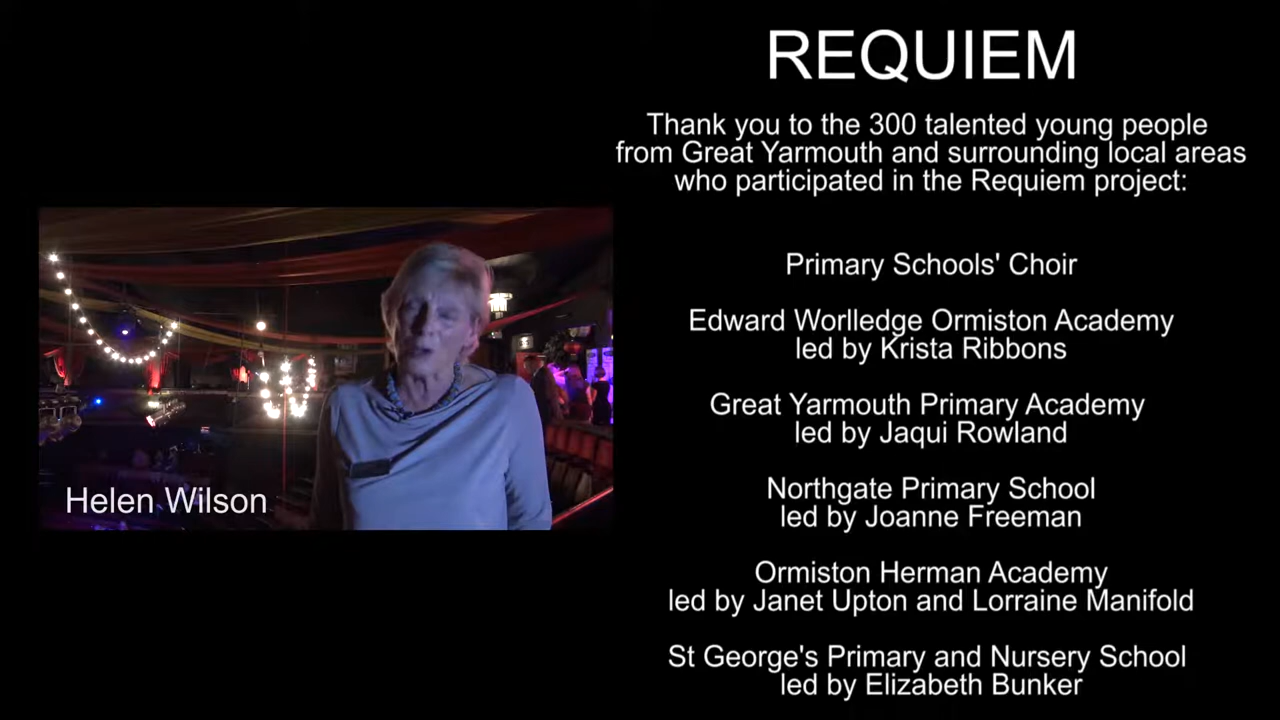 REQUIEM
Thank you to the 300 talented young people
from Great Yarmouth and surrounding local areas
who participated in the Requiem project:
Primary Schools' Choir
Edward Worlledge Ormiston Academy
led by Krista Ribbons
Great Yarmouth Primary Academy
led by Jaqui Rowland
Northgate Primary School
led by Joanne Freeman
Ormiston Herman Academy
led by Janet Upton and Lorraine Manifold
St George's Primary and Nursery School
led by Elizabeth Bunker
Helen Wilson